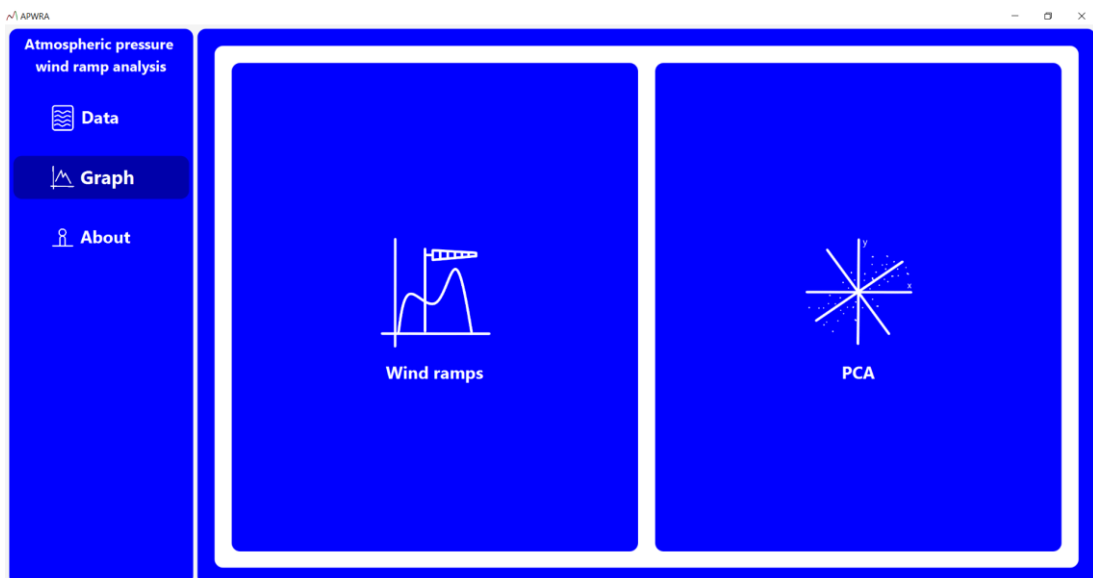 APWRA
Atmospheric pressure
wind ramp analysis
Data
Graph
About
Wind ramps
y
x
PCA